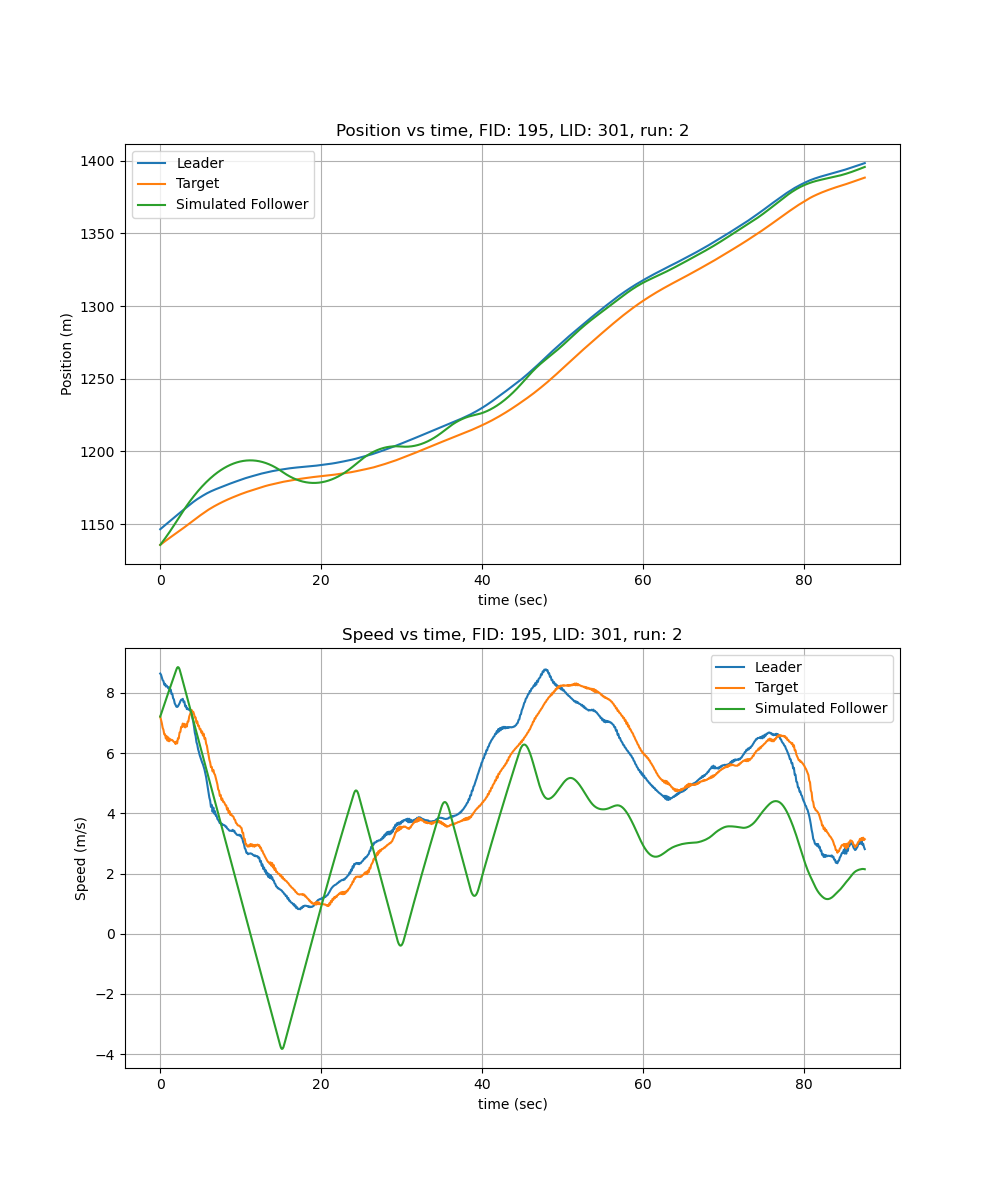 Position vs time, FID: 195, LID: 301, run: 2
Leader
Target
Simulated Follower
1400
1350
1300
1250
1200
1150
Position (m)
0 20 40 60 80
time (sec)
Speed vs time, FID: 195, LID: 301, run: 2
Leader
Target
Simulated Follower
8
6
4
2
0
−2
−4
Speed (m/s)
0 20 40 60 80
time (sec)